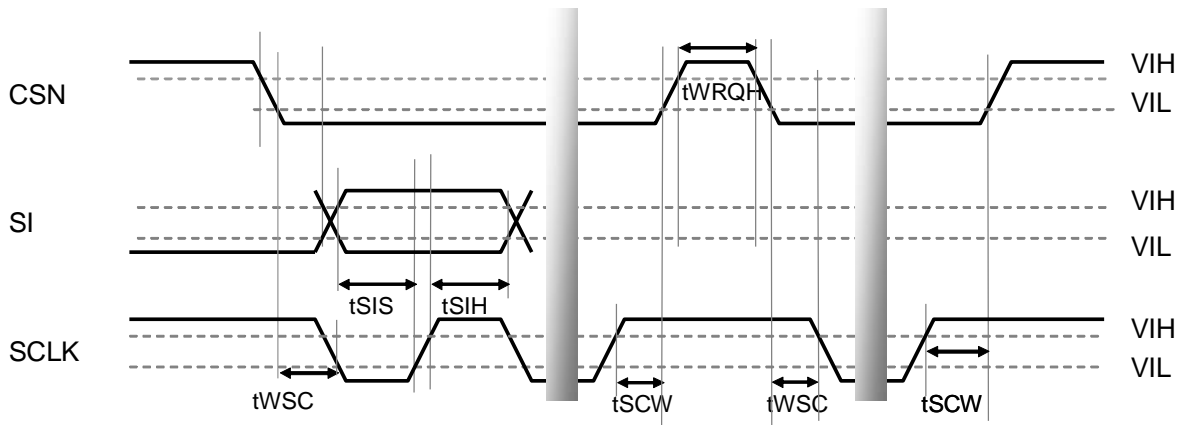 CSN
tWRQH
VIH
VIL
SI
VIH
VIL
tSIS
tSIH
SCLK
VIH
VIL
tWSC
tSCW
tWSC
tSCW